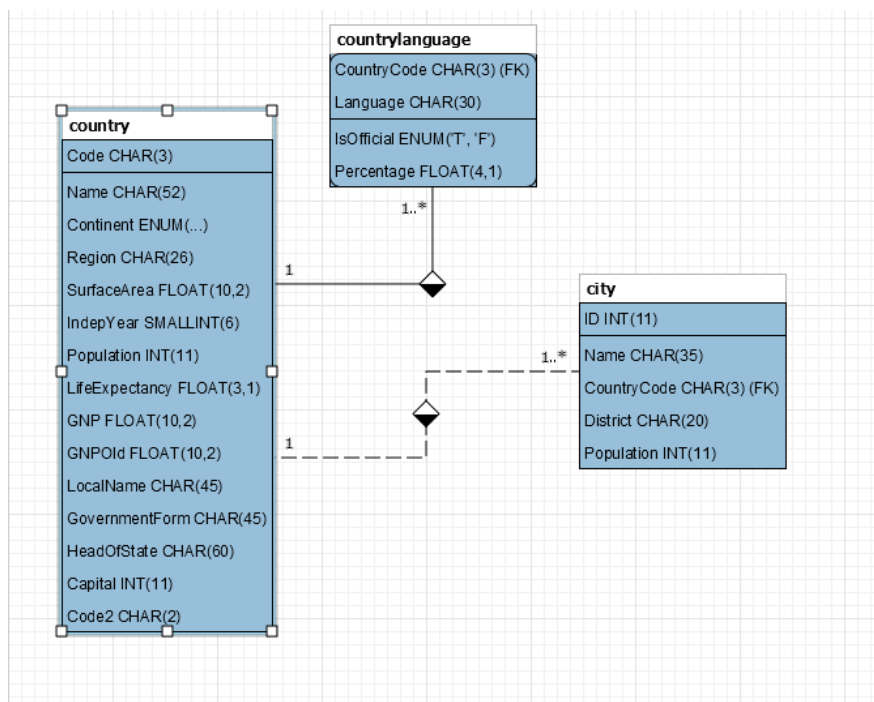 countrylanguage
CountryCode CHAR(3) (FK)
Language CHAR(30)
IsOfficial ENUM('T', 'F')
Percentage FLOAT(4,1)
1..*
country
Code CHAR(3)
Name CHAR(52)
Continent ENUM(...)
Region CHAR(26)
SurfaceArea FLOAT(10,2)
IndepYear SMALLINT(6)
Population INT(11)
LifeExpectancy FLOAT(3,1)
GNP FLOAT(10,2)
GNPOld FLOAT(10,2)
LocalName CHAR(45)
GovernmentForm CHAR(45)
HeadOfState CHAR(60)
Capital INT(11)
Code2 CHAR(2)
1
1
1..*
city
ID INT(11)
Name CHAR(35)
CountryCode CHAR(3) (FK)
District CHAR(20)
Population INT(11)